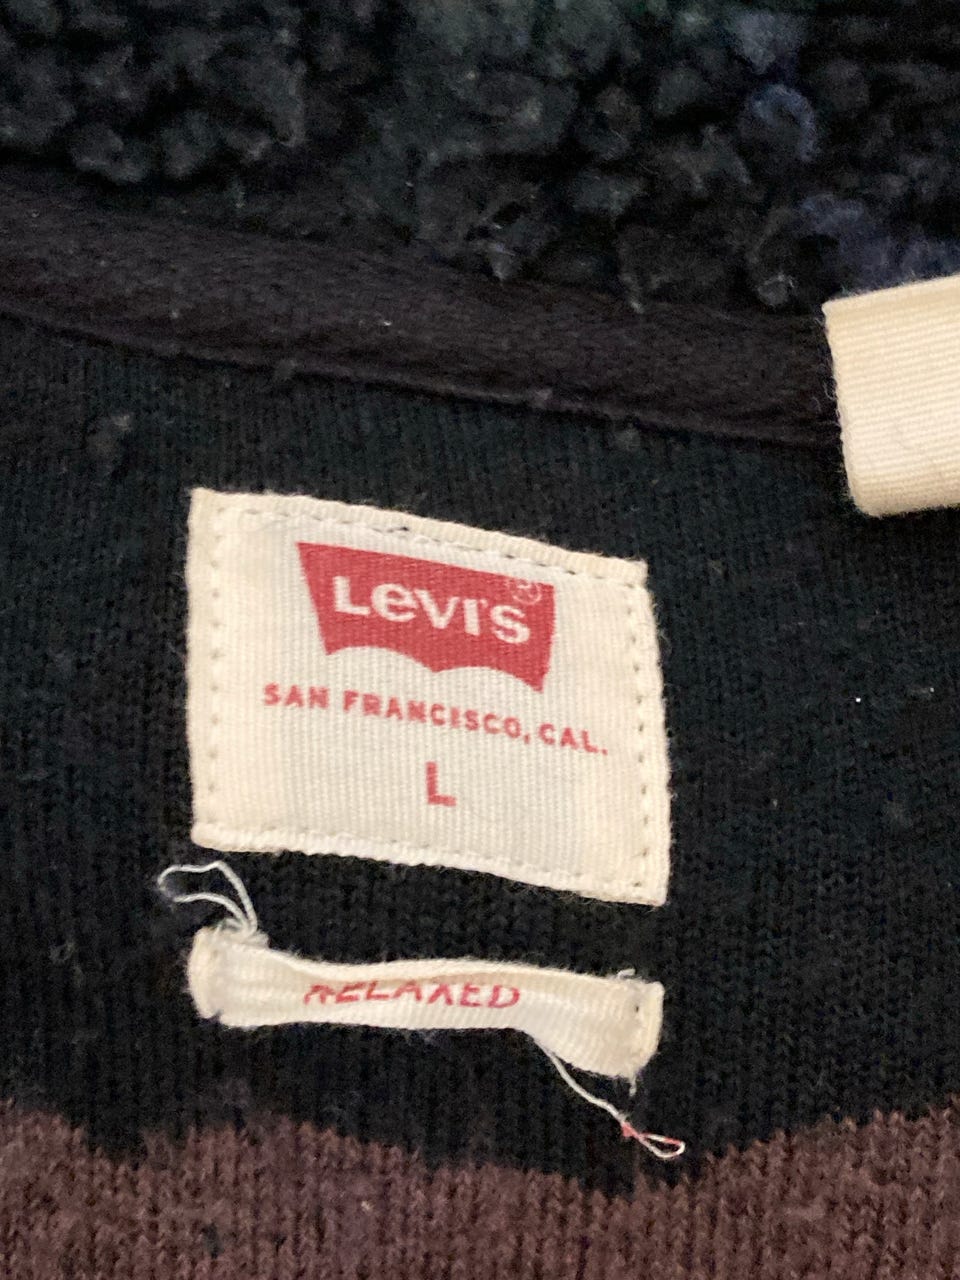 Levi's®
SAN FRANCISCO, CAL.
L
RELAXED